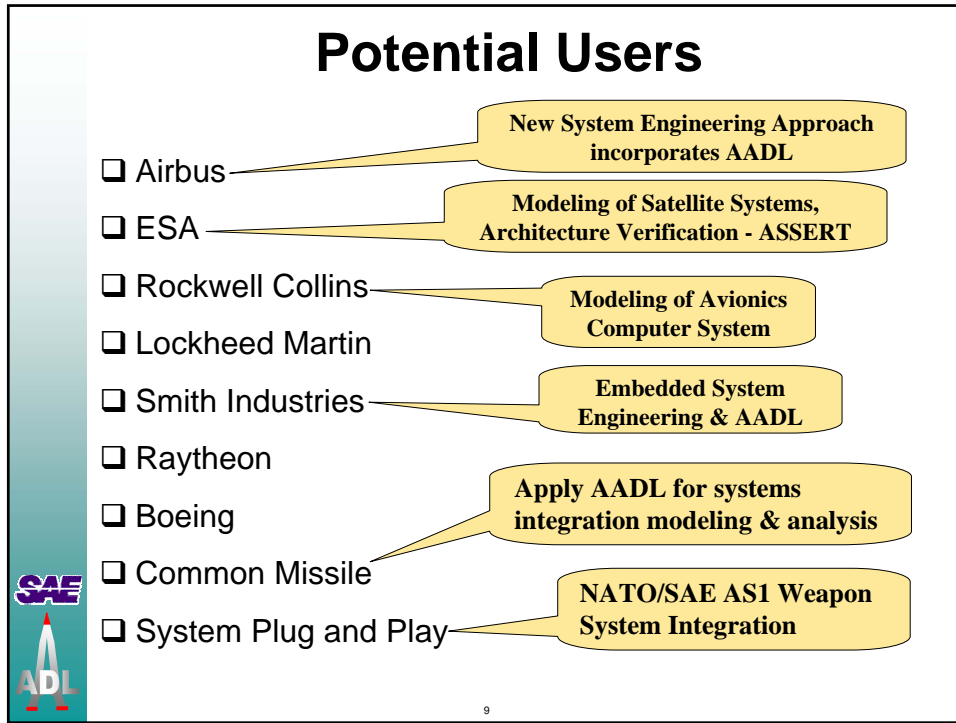 Potential Users
New System Engineering Approach
incorporates AADL
❑ Airbus
Modeling of Satellite Systems,
Architecture Verification - ASSERT
❑ ESA
❑ Rockwell Collins
Modeling of Avionics
Computer System
❑ Lockheed Martin
❑ Smith Industries
Embedded System
Engineering & AADL
❑ Raytheon
❑ Boeing
Apply AADL for systems
integration modeling & analysis
❑ Common Missile
❑ System Plug and Play
NATO/SAE AS1 Weapon
System Integration
SAE
AADL
9